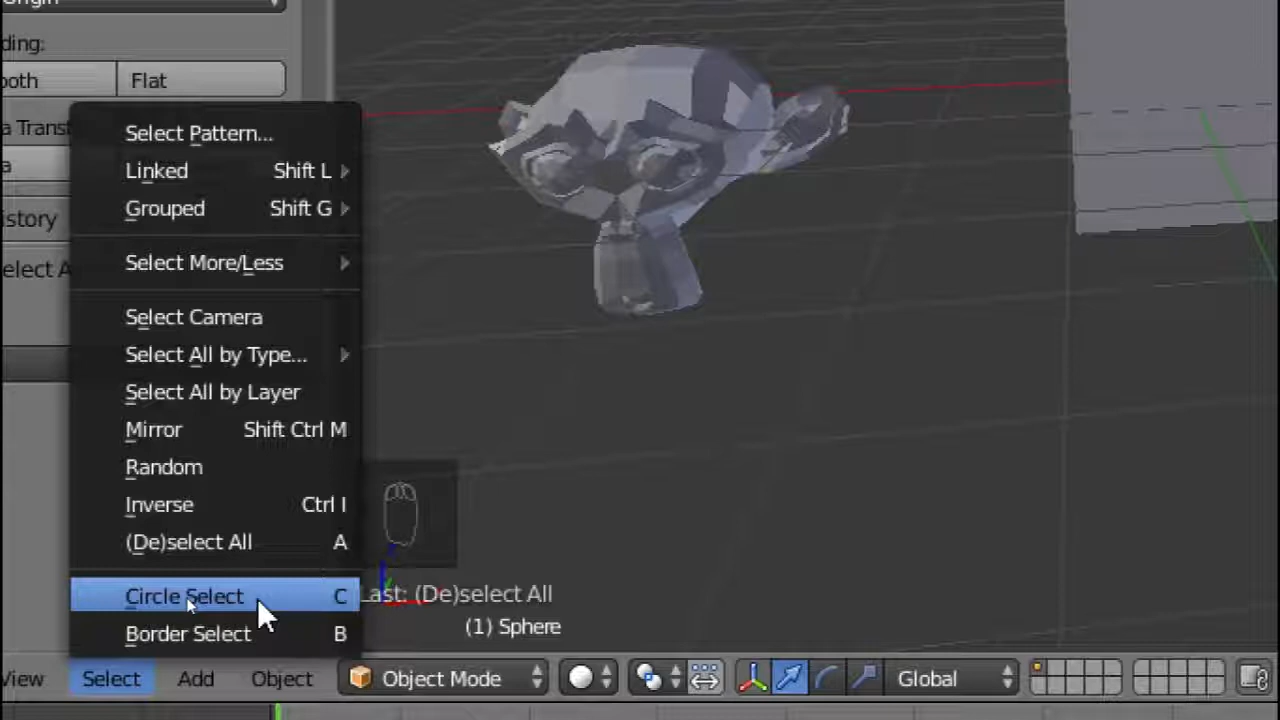 Origin
ding:
ooth
Flat
a Transf
a
istory
elect A
Select Pattern...
Linked Shift L
Grouped Shift G
Select More/Less
Select Camera
Select All by Type...
Select All by Layer
Mirror Shift Ctrl M
Random
Inverse Ctrl I
(De)select All A
Circle Select C
Border Select B
Last: (De)select All
(1) Sphere
View Select Add Object Object Mode Global